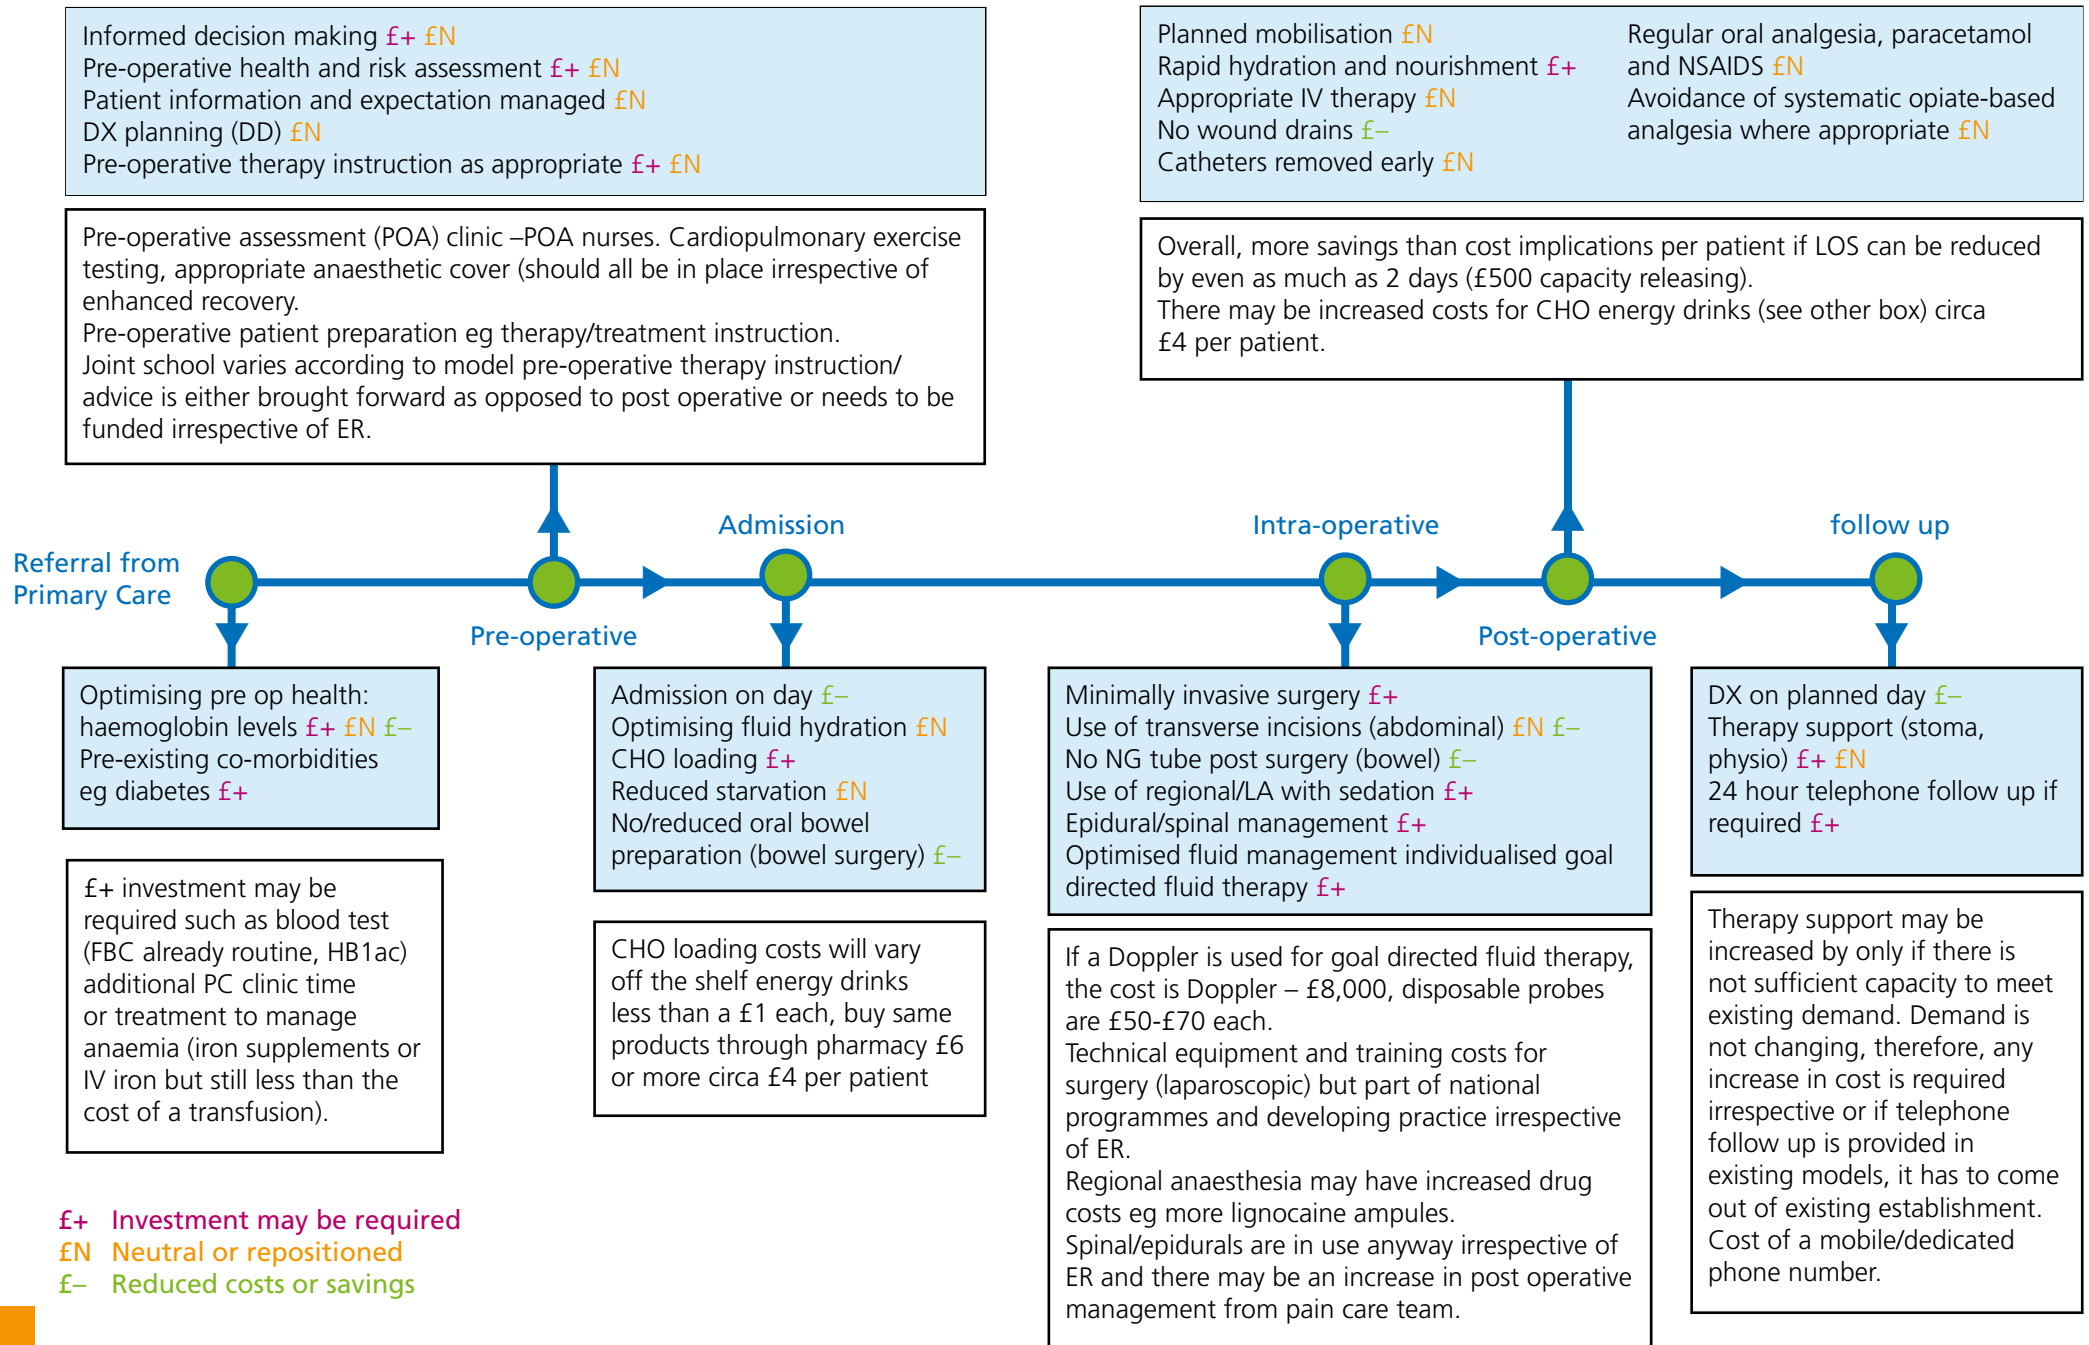 Informed decision making £+ £N
Pre-operative health and risk assessment £+ £N
Patient information and expectation managed £N
DX planning (DD) £N
Pre-operative therapy instruction as appropriate £+ £N
Pre-operative assessment (POA) clinic –POA nurses. Cardiopulmonary exercise
testing, appropriate anaesthetic cover (should all be in place irrespective of
enhanced recovery.
Pre-operative patient preparation eg therapy/treatment instruction.
Joint school varies according to model pre-operative therapy instruction/
advice is either brought forward as opposed to post operative or needs to be
funded irrespective of ER.
Planned mobilisation £N
Rapid hydration and nourishment £+
Appropriate IV therapy £N
No wound drains £–
Catheters removed early £N
Regular oral analgesia, paracetamol
and NSAIDS £N
Avoidance of systematic opiate-based
analgesia where appropriate £N
Overall, more savings than cost implications per patient if LOS can be reduced
by even as much as 2 days (£500 capacity releasing).
There may be increased costs for CHO energy drinks (see other box) circa
£4 per patient.
Referral from
Primary Care
Pre-operative
Admission
Intra-operative
Post-operative
follow up
Optimising pre op health:
haemoglobin levels £+ £N £–
Pre-existing co-morbidities
eg diabetes £+
£+ investment may be
required such as blood test
(FBC already routine, HB1ac)
additional PC clinic time
or treatment to manage
anaemia (iron supplements or
IV iron but still less than the
cost of a transfusion).
Admission on day £–
Optimising fluid hydration £N
CHO loading £+
Reduced starvation £N
No/reduced oral bowel
preparation (bowel surgery) £–
CHO loading costs will vary
off the shelf energy drinks
less than a £1 each, buy same
products through pharmacy £6
or more circa £4 per patient
Minimally invasive surgery £+
Use of transverse incisions (abdominal) £N £–
No NG tube post surgery (bowel) £–
Use of regional/LA with sedation £+
Epidural/spinal management £+
Optimised fluid management individualised goal
directed fluid therapy £+
If a Doppler is used for goal directed fluid therapy,
the cost is Doppler – £8,000, disposable probes
are £50-£70 each.
Technical equipment and training costs for
surgery (laparoscopic) but part of national
programmes and developing practice irrespective
of ER.
Regional anaesthesia may have increased drug
costs eg more lignocaine ampules.
Spinal/epidurals are in use anyway irrespective of
ER and there may be an increase in post operative
management from pain care team.
DX on planned day £–
Therapy support (stoma,
physio) £+ £N
24 hour telephone follow up if
required £+
Therapy support may be
increased by only if there is
not sufficient capacity to meet
existing demand. Demand is
not changing, therefore, any
increase in cost is required
irrespective or if telephone
follow up is provided in
existing models, it has to come
out of existing establishment.
Cost of a mobile/dedicated
phone number.
£+ Investment may be required
£N Neutral or repositioned
£– Reduced costs or savings